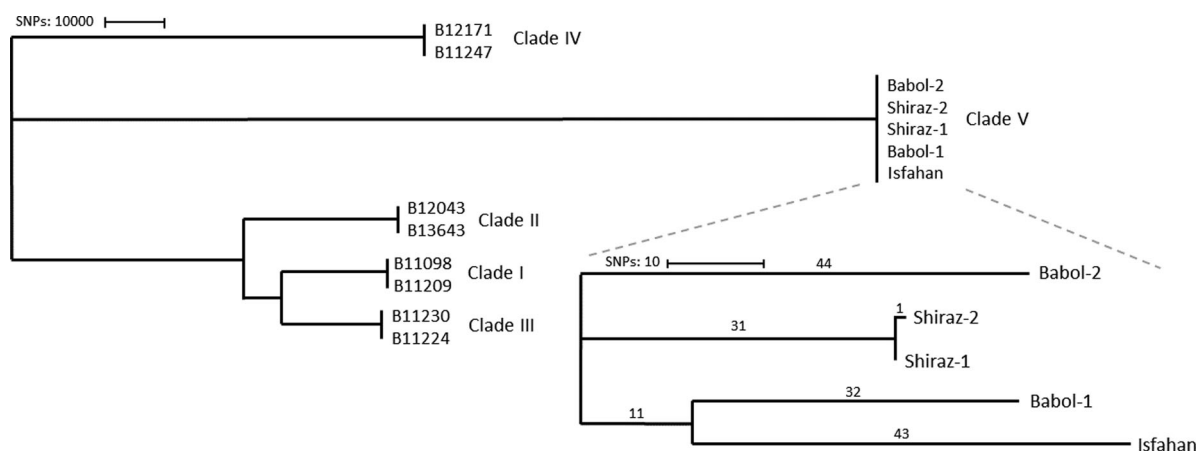 SNPs: 10000
B12171
B11247
Clade IV
Babol-2
Shiraz-2
Shiraz-1
Babol-1
Isfahan
Clade V
B12043
B13643
Clade II
B11098
B11209
Clade I
B11230
B11224
Clade III
SNPs: 10
44
Babol-2
1
Shiraz-2
31
Shiraz-1
32
Babol-1
11
43
Isfahan